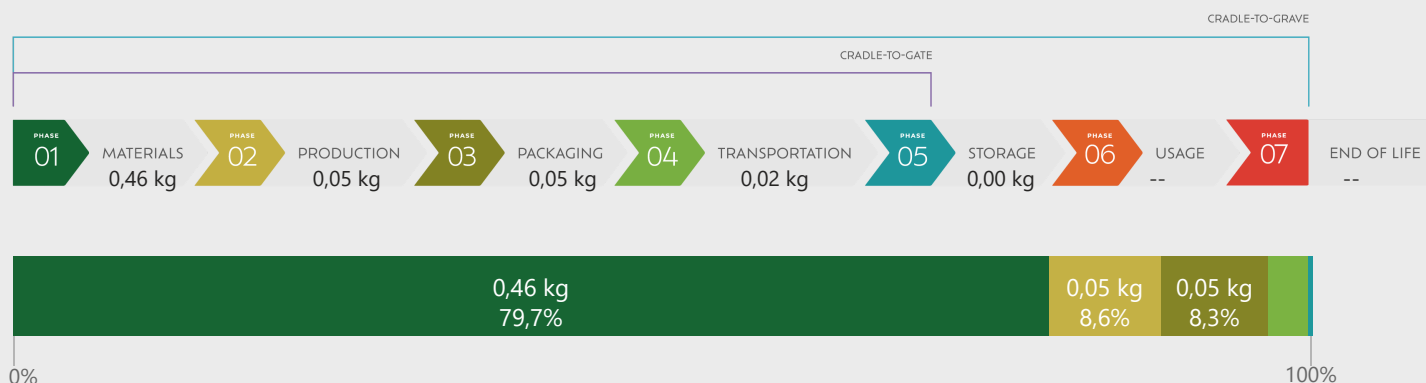 CRADLE-TO-GRAVE
CRADLE-TO-GATE
PHASE
01
MATERIALS
0,46 kg
PHASE
02
PRODUCTION
0,05 kg
PHASE
03
PACKAGING
0,05 kg
PHASE
04
TRANSPORTATION
0,02 kg
PHASE
05
STORAGE
0,00 kg
PHASE
06
USAGE
--
PHASE
07
END OF LIFE
--
0,46 kg
79,7%
0,05 kg
8,6%
0,05 kg
8,3%
0%
100%